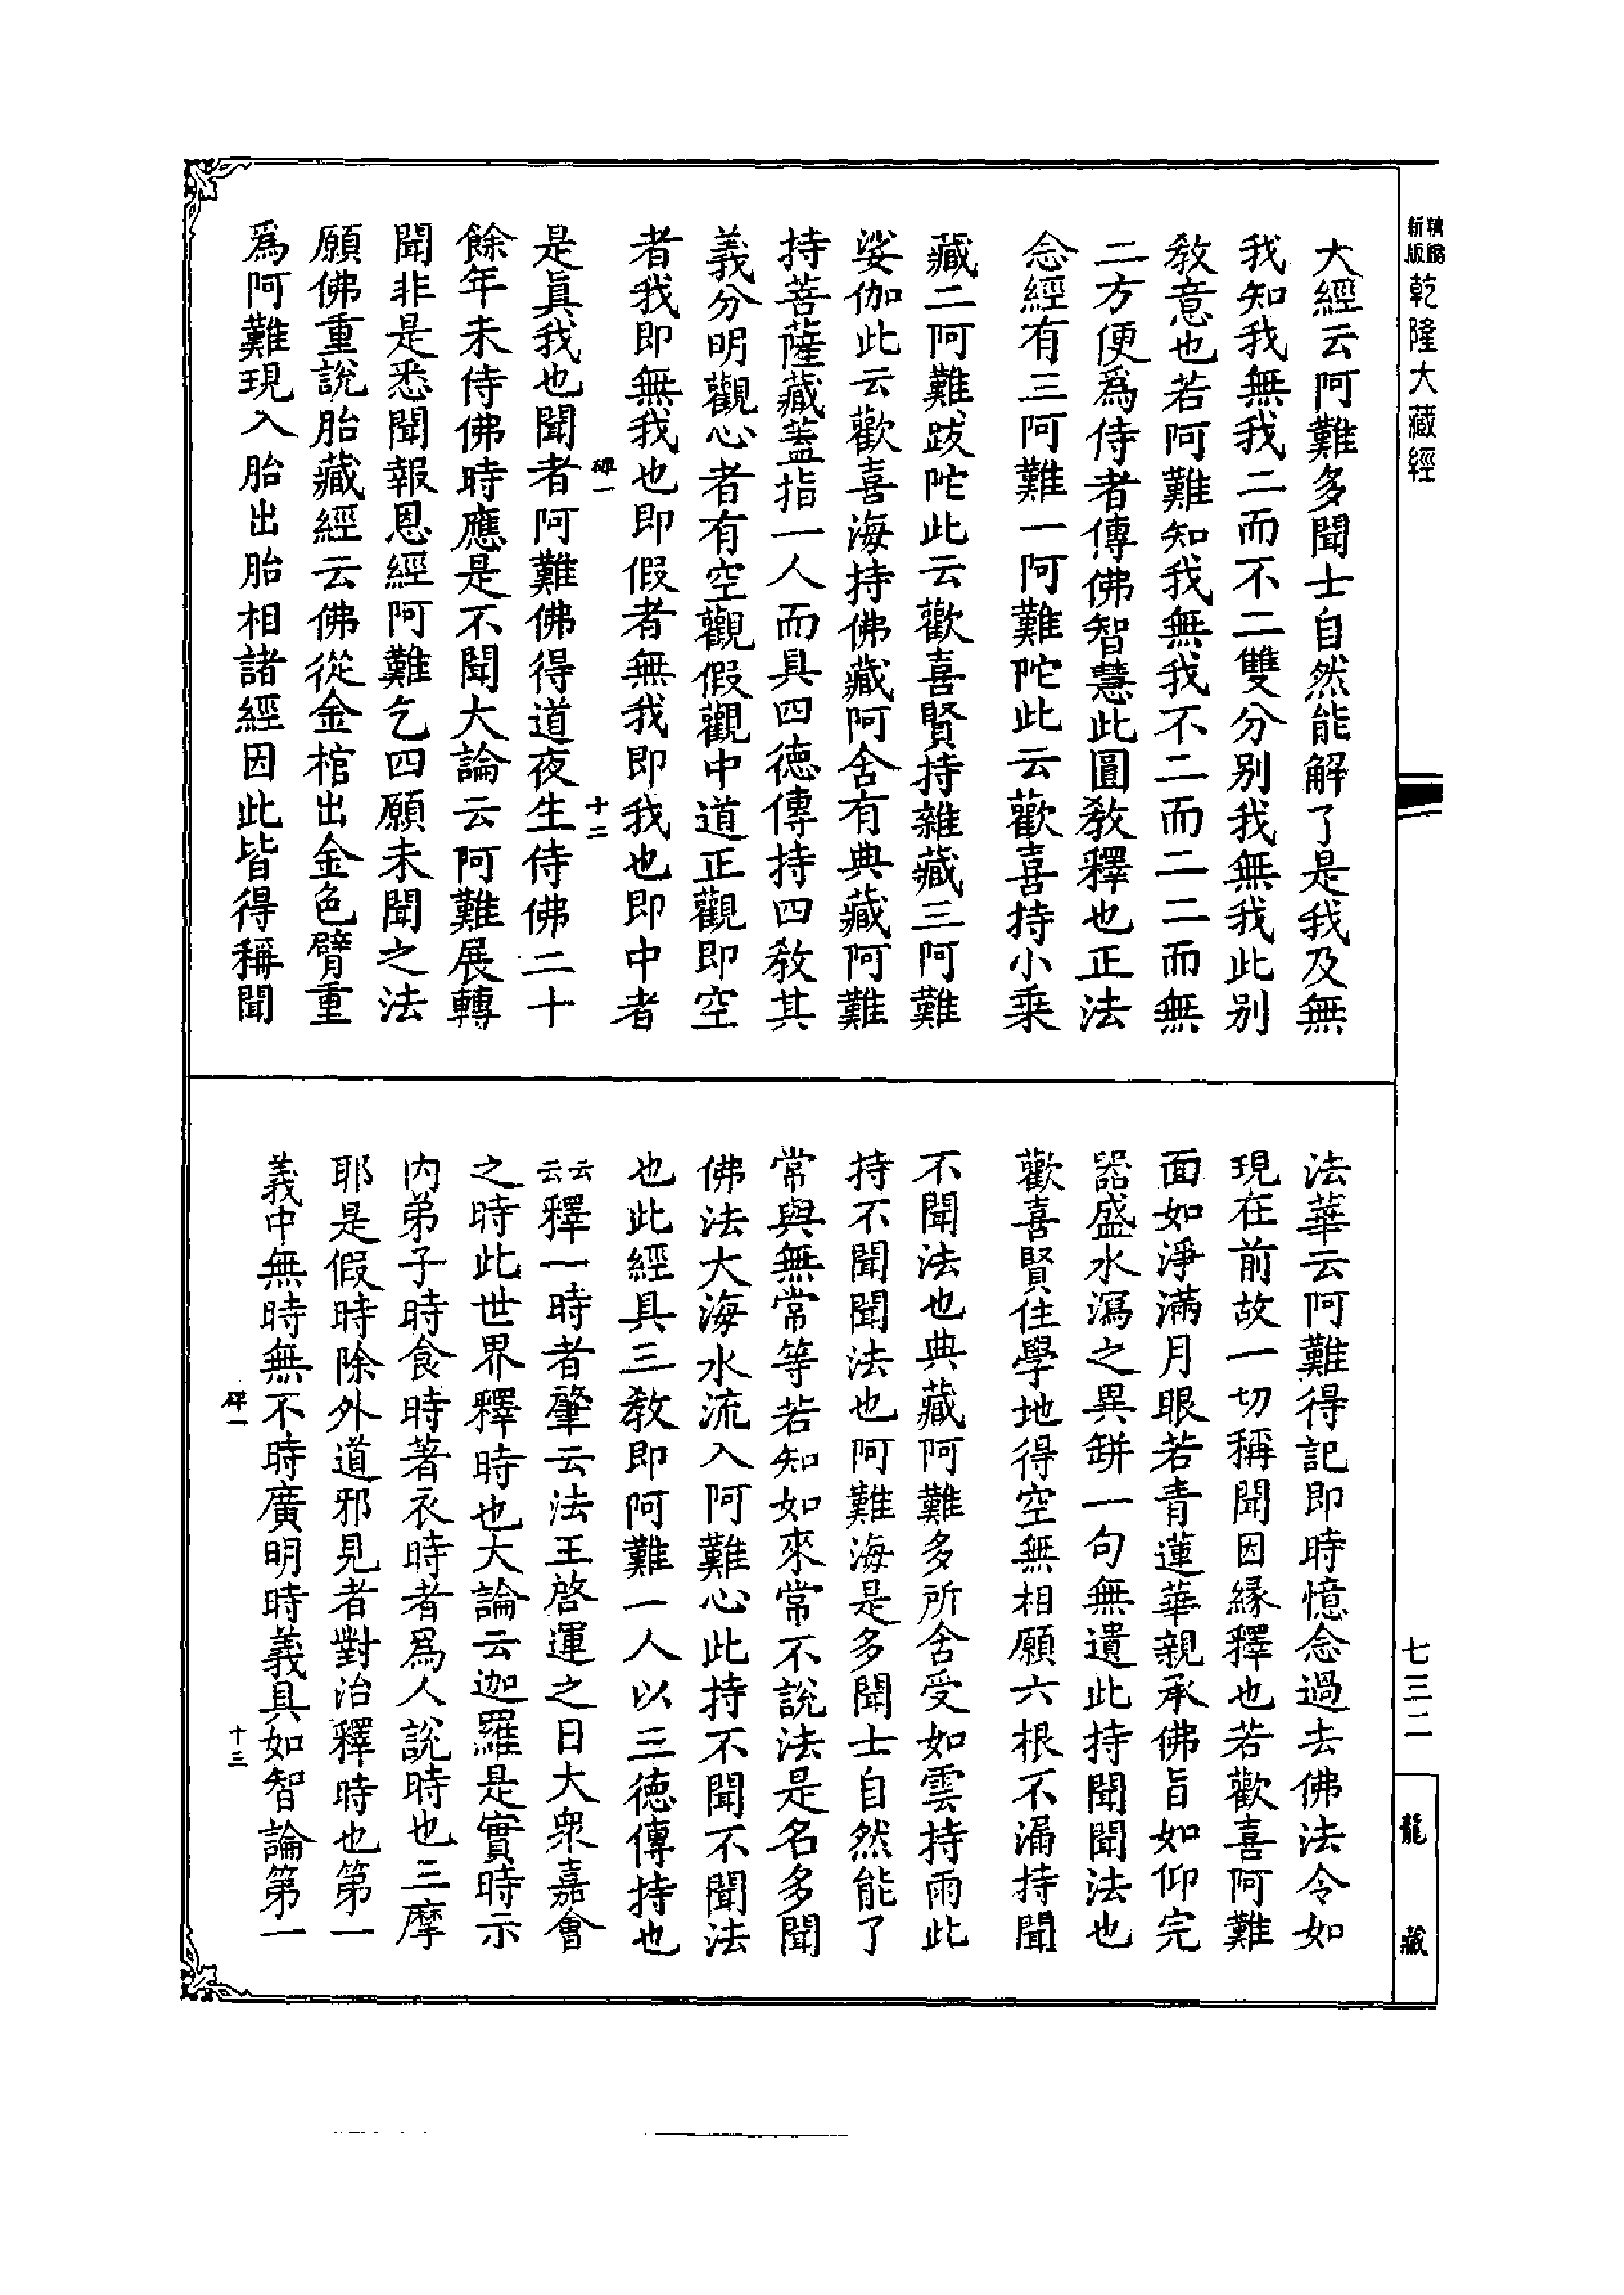 精縮新版乾隆大藏經
大經云阿難多聞士自然能解了是我及無
我知我無我二而不二雙分別我無我此別
教意也若阿難知我無我不二而二二而無
二方便爲侍者傳佛智慧此圓教釋也正法
念經有三阿難一阿難陀此云歡喜持小乘
藏二阿難跋陀此云歡喜賢持雜藏三阿難
娑伽此云歡喜海持佛藏阿含有典藏阿難
持菩薩藏蓋指一人而具四德傳持四教其
義分明觀心者有空觀假觀中道正觀即空
者我即無我也即假者無我即我也即中者
碑一
十二
是眞我也聞者阿難佛得道夜生侍佛二十
餘年未侍佛時應是不聞大論云阿難展轉
聞非是悉聞報恩經阿難乞四願未聞之法
願佛重說胎藏經云佛從金棺出金色臂重
爲阿難現入胎出胎相諸經因此皆得稱聞
法華云阿難得記即時憶念過去佛法令如
現在前故一切稱聞因緣釋也若歡喜阿難
面如淨滿月眼若青蓮華親承佛旨如仰完
器盛水瀉之異缾一句無遺此持聞聞法也
歡喜賢住學地得空無相願六根不漏持聞
不聞法也典藏阿難多所含受如雲持雨此
持不聞聞法也阿難海是多聞士自然能了
常與無常等若知如來常不說法是名多聞
佛法大海水流入阿難心此持不聞不聞法
也此經具三教即阿難一人以三德傳持也
云云釋一時者肇云法王啓運之日大衆嘉會
之時此世界釋時也大論云迦羅是實時示
内弟子時食時著衣時者爲人說時也三摩
耶是假時除外道邪見者對治釋時也第一
義中無時無不時廣明時義具如智論第一
碑一
十三
七三二
龍藏